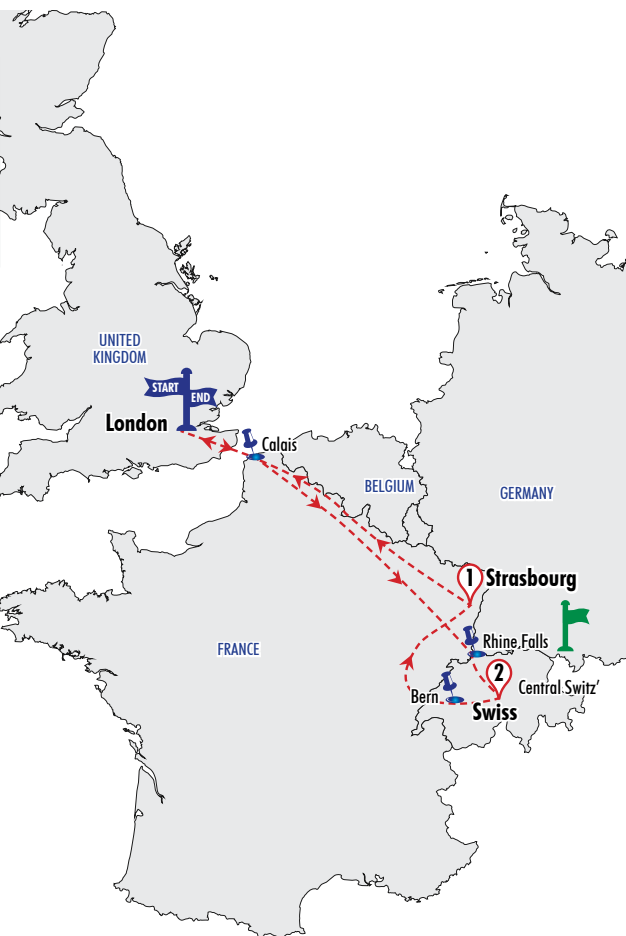 UNITED
KINGDOM
START
END
London
Calais
BELGIUM
GERMANY
1
Strasbourg
FRANCE
Rhine Falls
2
Central Switz'
Bern
Swiss